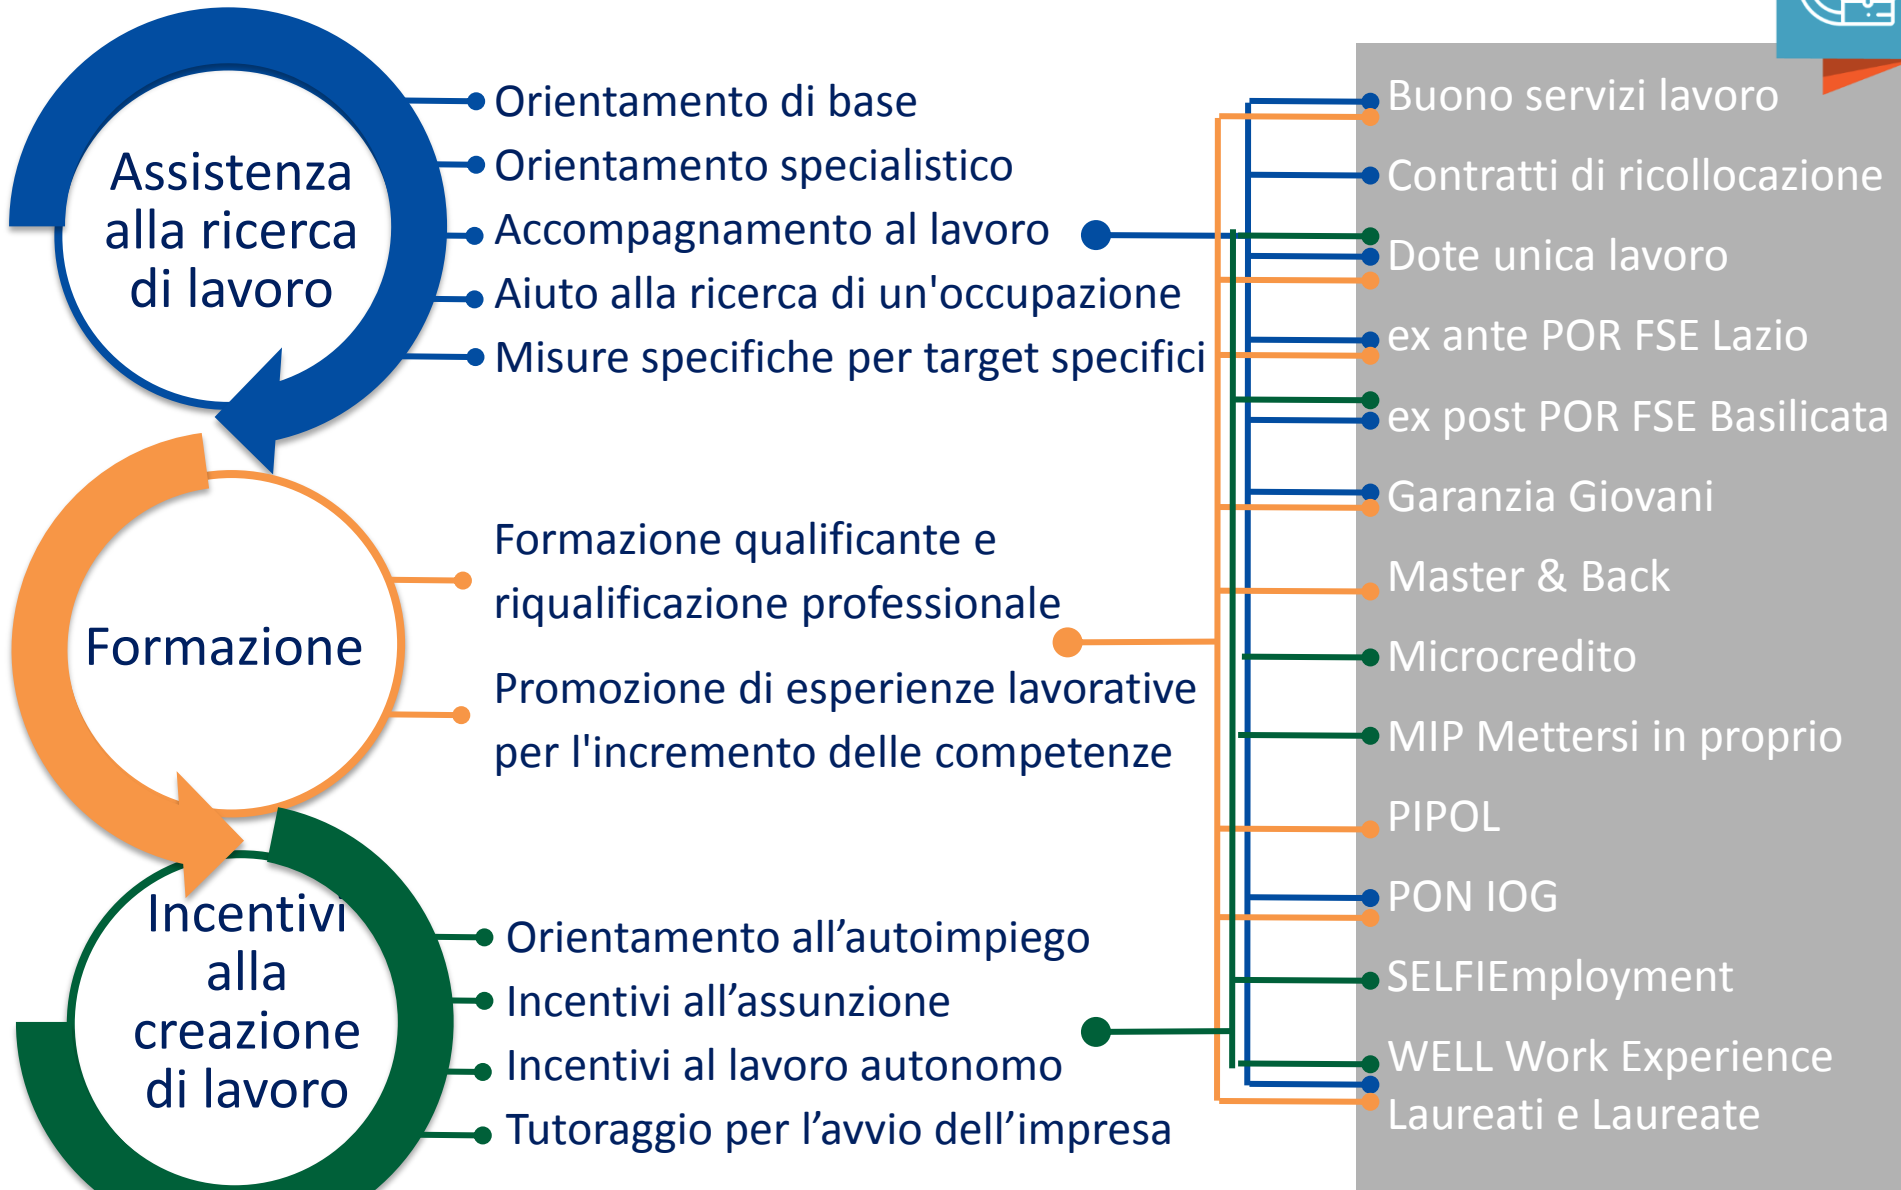 Assistenza
alla ricerca
di lavoro
Orientamento di base
Orientamento specialistico
Accompagnamento al lavoro
Aiuto alla ricerca di un'occupazione
Misure specifiche per target specifici
Formazione
Formazione qualificante e
riqualificazione professionale
Promozione di esperienze lavorative
per l'incremento delle competenze
Incentivi
alla
creazione
di lavoro
Orientamento all’autoimpiego
Incentivi all’assunzione
Incentivi al lavoro autonomo
Tutoraggio per l’avvio dell’impresa
Buono servizi lavoro
Contratti di ricollocazione
Dote unica lavoro
ex ante POR FSE Lazio
ex post POR FSE Basilicata
Garanzia Giovani
Master & Back
Microcredito
MIP Mettersi in proprio
PIPOL
PON IOG
SELFIEmployment
WELL Work Experience
Laureati e Laureate